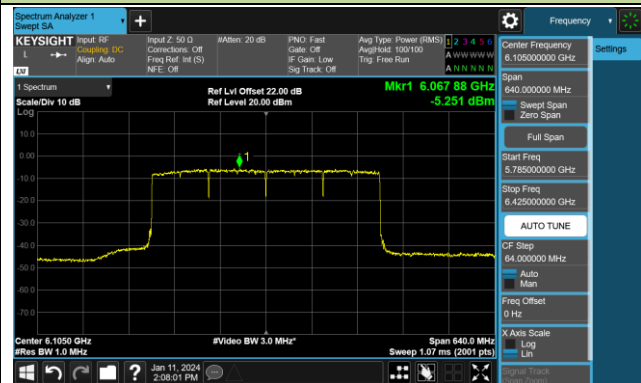 Spectrum Analyzer 1
Swept SA
Frequency
KEYSIGHT
Input: RF
Coupling: DC
Align: Auto
Input Z: 50 Ω
Corrections: Off
Freq Ref: Int (S)
NFE: Off
#Atten: 20 dB
PNO: Fast
Gate: Off
IF Gain: Low
Sig Track: Off
Avg Type: Power (RMS)
Avg|Hold: 100/100
Trig: Free Run
1 2 3 4 5 6
A W W W W W
A N N N N N
L
LXI
1 Spectrum
Scale/Div 10 dB
Log
Ref Lvl Offset 22.00 dB
Ref Level 20.00 dBm
Mkr1 6.067 88 GHz
-5.251 dBm
1
10.0
0.00
-10.0
-20.0
-30.0
-40.0
-50.0
-60.0
-70.0
Center 6.1050 GHz
#Res BW 1.0 MHz
#Video BW 3.0 MHz*
Span 640.0 MHz
Sweep 1.07 ms (2001 pts)
Jan 11, 2024
2:08:01 PM
Center Frequency
6.105000000 GHz
Settings
Span
640.000000 MHz
Swept Span
Zero Span
Full Span
Start Freq
5.785000000 GHz
Stop Freq
6.425000000 GHz
AUTO TUNE
CF Step
64.000000 MHz
Auto
Man
Freq Offset
0 Hz
X Axis Scale
Log
Lin
Signal Track
(Span Zoom)